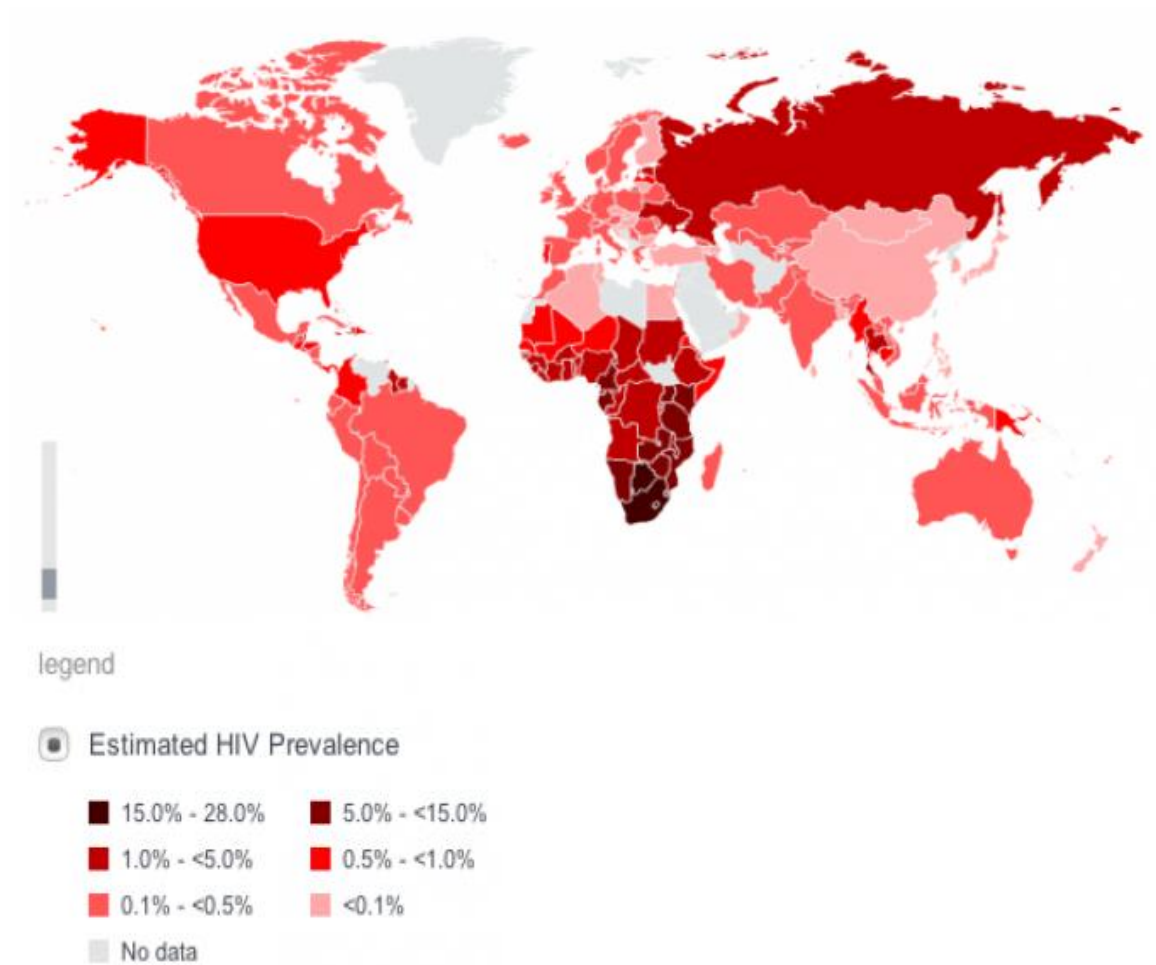 legend
Estimated HIV Prevalence
15.0% - 28.0% 5.0% - <15.0%
1.0% - <5.0% 0.5% - <1.0%
0.1% - <0.5% <0.1%
No data